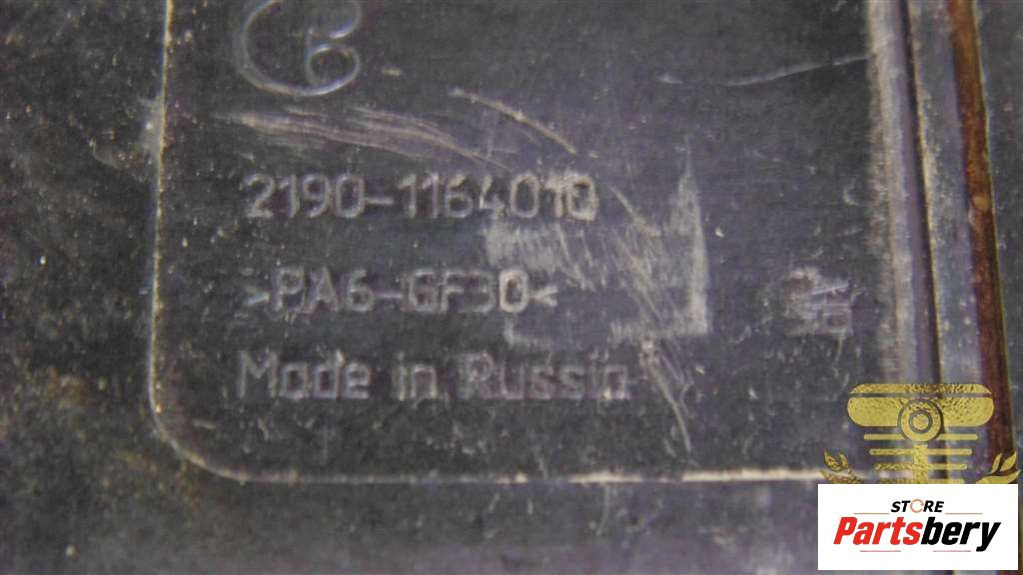 2190-1164010
>PA6-GF30<
Made in Russia
STORE
Partsbery